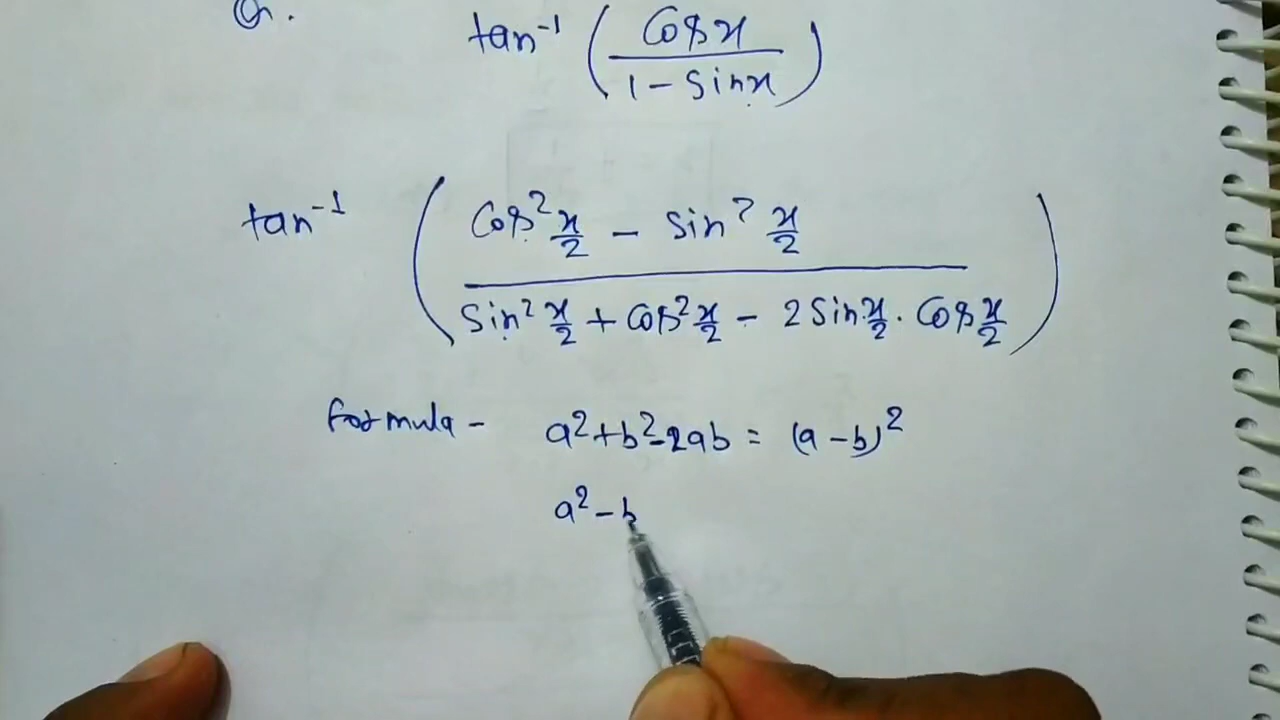 Q.
tan⁻¹ (cos x / 1 - sin x)
tan⁻¹ (cos² x/2 - sin² x/2 / sin² x/2 + cos² x/2 - 2 sin x/2 . cos x/2)
formula - a² + b² - 2ab = (a - b)²
a² - b